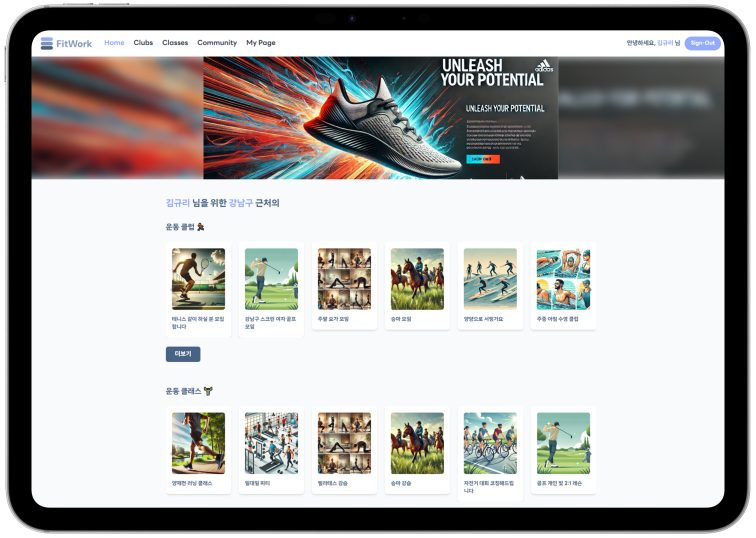 FitWork
Home Clubs Classes Community My Page
안녕하세요, 김규리 님 Sign-Out
UNLEASH
YOUR POTENTIAL
adidas
UNLEASH YOUR POTENTIAL
김규리 님을 위한 강남구 근처의
운동 클럽
테니스 같이 하실 분 모집
합니다
강남구 스크린 여자 골프
모임
주말 요가 모임
승마 모임
양양으로 서핑가요
주중 아침 수영 클럽
더보기
운동 클래스
양재천 러닝 클래스
일대일 피티
필라테스 강습
승마 강습
자전거 대회 코칭해드립
니다
골프 개인 및 2:1 레슨